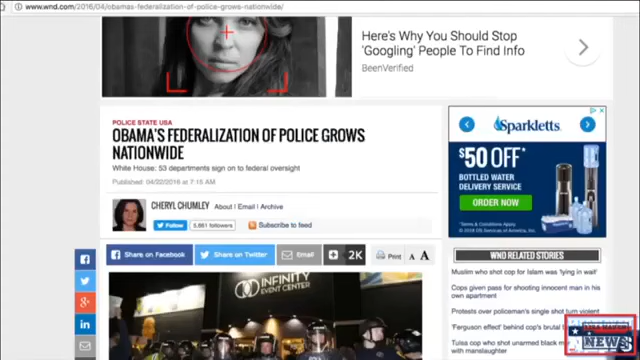 www.wnd.com/2016/04/obamas-federalization-of-police-grows-nationwide/
Here's Why You Should Stop
'Googling' People To Find Info
BeenVerified
POLICE STATE USA
OBAMA'S FEDERALIZATION OF POLICE GROWS
NATIONWIDE
White House: 53 departments sign on to federal oversight
Published: 04/22/2016 at 7:15 AM
CHERYL CHUMLEY About | Email | Archive
Follow 5,661 followers Subscribe to feed
Share on Facebook Share on Twitter Email 2K Print A A
INFINITY
EVENT CENTER
Sparkletts
$50 OFF*
BOTTLED WATER
DELIVERY SERVICE
ORDER NOW
WND RELATED STORIES
Muslim who shot cop for Islam was 'lying in wait'
Cops given pass for shooting innocent man in his
own apartment
Protests over policeman's single shot turn violent
'Ferguson effect' behind cop's brutal
Tulsa cop who shot unarmed black
with manslaughter
NEWS